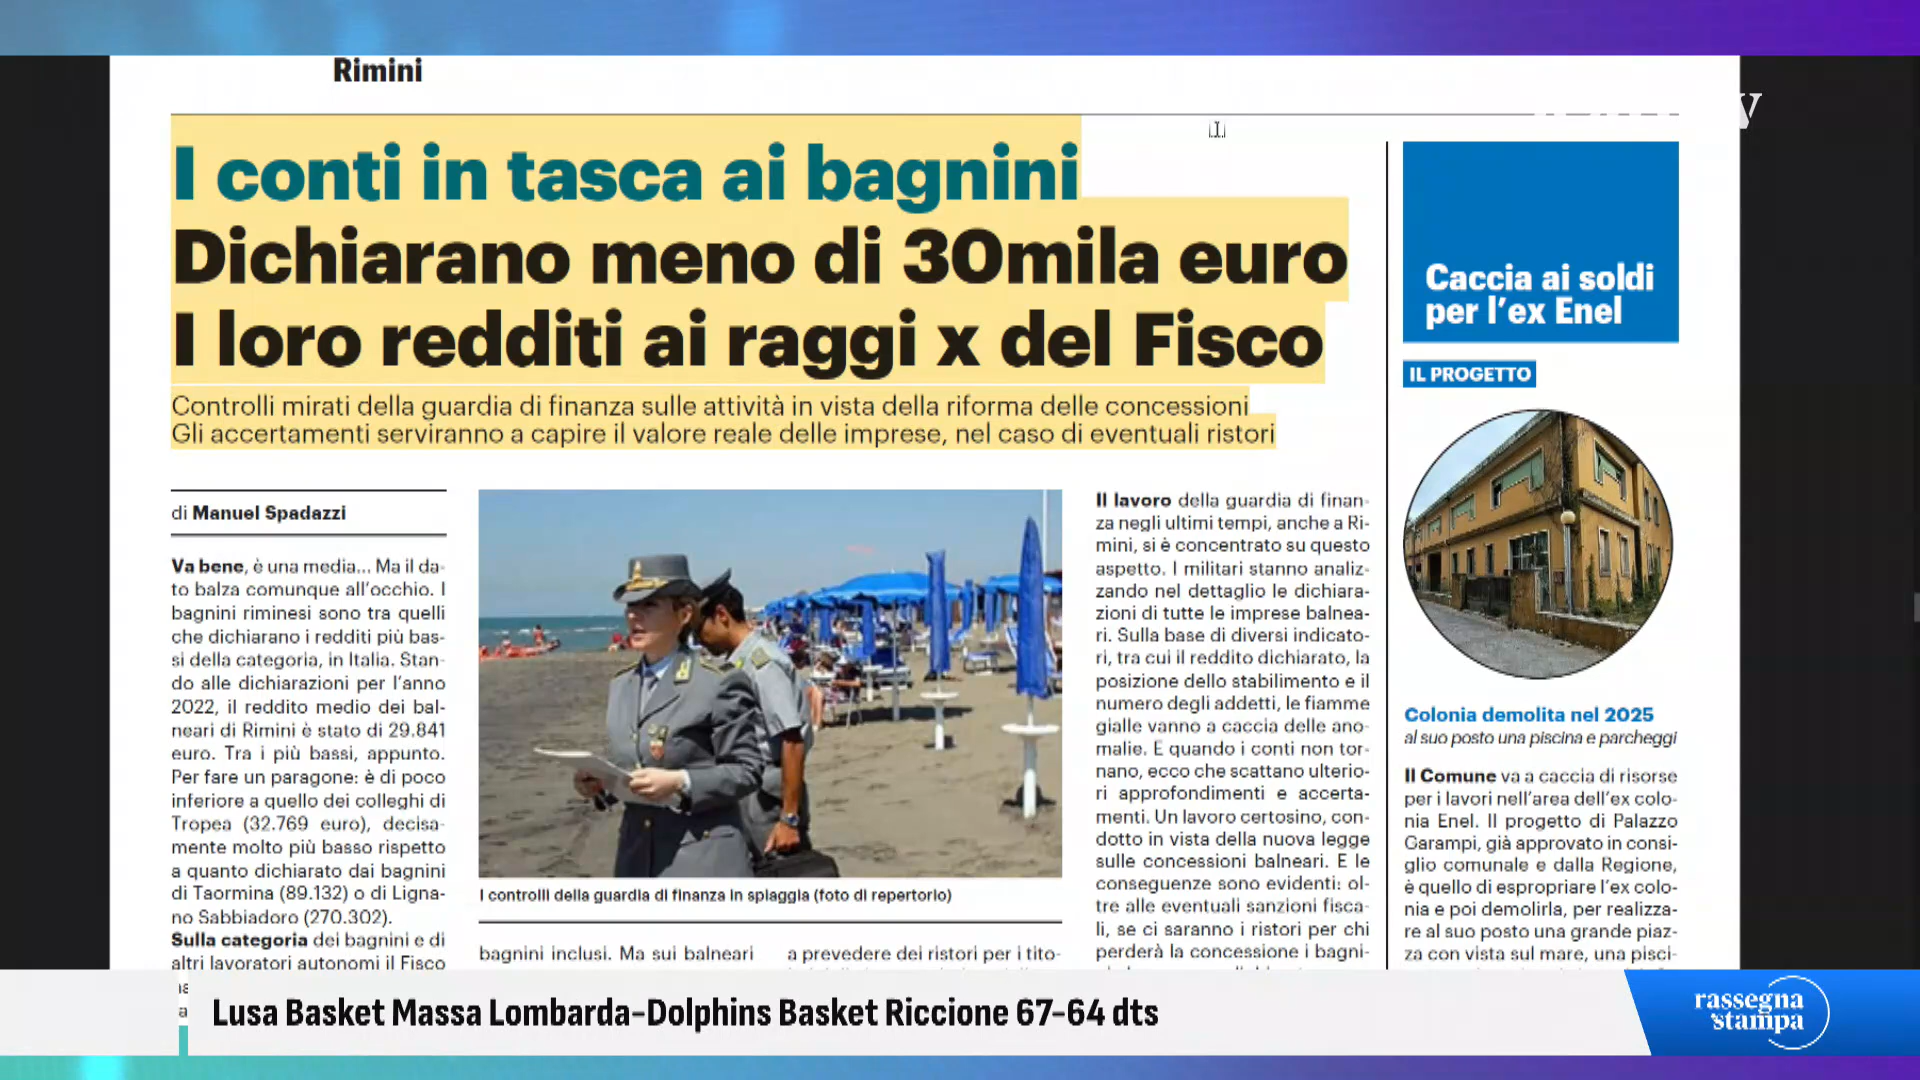 Rimini
I conti in tasca ai bagnini
Dichiarano meno di 30mila euro
I loro redditi ai raggi x del Fisco
Controlli mirati della guardia di finanza sulle attività in vista della riforma delle concessioni
Gli accertamenti serviranno a capire il valore reale delle imprese, nel caso di eventuali ristori
di Manuel Spadazzi
Va bene, è una media... Ma il da-
to balza comunque all'occhio. I
bagnini riminesi sono tra quelli
che dichiarano i redditi più bas-
si della categoria, in Italia. Stan-
do alle dichiarazioni per l'anno
2022, il reddito medio dei bal-
neari di Rimini è stato di 29.841
euro. Tra i più bassi, appunto.
Per fare un paragone: è di poco
inferiore a quello dei colleghi di
Tropea (32.769 euro), decisa-
mente molto più basso rispetto
a quanto dichiarato dai bagnini
di Taormina (89.132) o di Ligna-
no Sabbiadoro (270.302).
Sulla categoria dei bagnini e di
altri lavoratori autonomi il Fisco
I controlli della guardia di finanza in spiaggia (foto di repertorio)
bagnini inclusi. Ma sui balneari
a prevedere dei ristori per i tito-
Il lavoro della guardia di finan-
za negli ultimi tempi, anche a Ri-
mini, si è concentrato su questo
aspetto. I militari stanno analiz-
zando nel dettaglio le dichiara-
zioni di tutte le imprese balnea-
ri. Sulla base di diversi indicato-
ri, tra cui il reddito dichiarato, la
posizione dello stabilimento e il
numero degli addetti, le fiamme
gialle vanno a caccia delle ano-
malie. E quando i conti non tor-
nano, ecco che scattano ulterio-
ri approfondimenti e accerta-
menti. Un lavoro certosino, con-
dotto in vista della nuova legge
sulle concessioni balneari. E le
conseguenze sono evidenti: ol-
tre alle eventuali sanzioni fisca-
li, se ci saranno i ristori per chi
perderà la concessione i bagni-
Caccia ai soldi
per l'ex Enel
IL PROGETTO
Colonia demolita nel 2025
al suo posto una piscina e parcheggi
Il Comune va a caccia di risorse
per i lavori nell'area dell'ex colo-
nia Enel. Il progetto di Palazzo
Garampi, già approvato in consi-
glio comunale e dalla Regione,
è quello di espropriare l'ex colo-
nia e poi demolirla, per realizza-
re al suo posto una grande piaz-
za con vista sul mare, una pisci-
Lusa Basket Massa Lombarda-Dolphins Basket Riccione 67-64 dts
rassegna
stampa